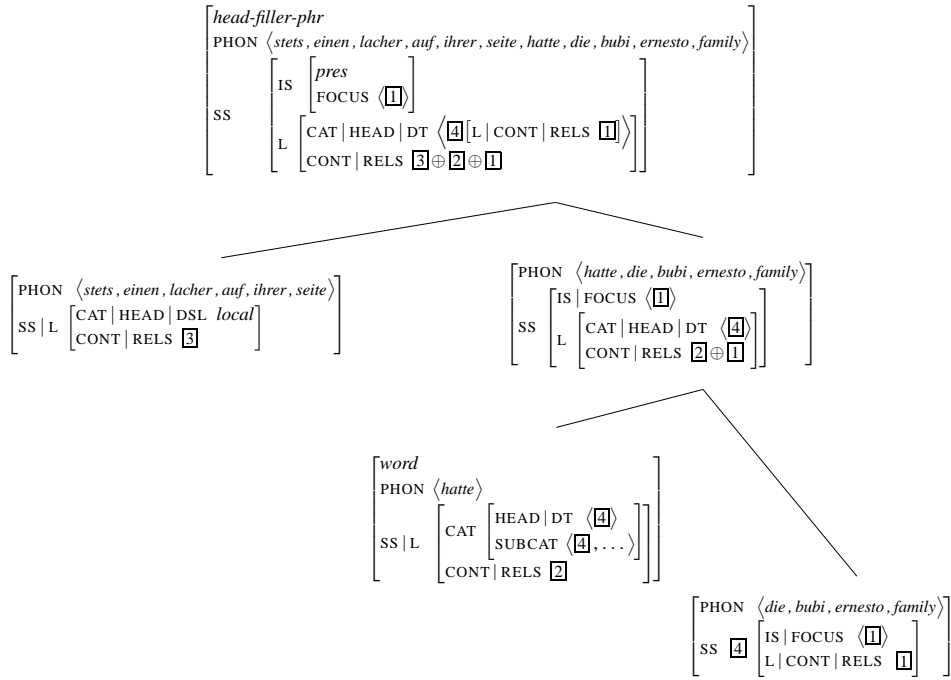 head-filler-phr
PHON ⟨stets, einen, lacher, auf, ihrer, seite, hatte, die, bubi, ernesto, family⟩
SS
IS
pres
FOCUS ⟨1⟩
L
CAT | HEAD | DT ⟨4[L | CONT | RELS 1]⟩
CONT | RELS 3⊕2⊕1
PHON ⟨stets, einen, lacher, auf, ihrer, seite⟩
SS | L
CAT | HEAD | DSL local
CONT | RELS 3
PHON ⟨hatte, die, bubi, ernesto, family⟩
SS
IS | FOCUS ⟨1⟩
L
CAT | HEAD | DT ⟨4⟩
CONT | RELS 2⊕1
word
PHON ⟨hatte⟩
SS | L
CAT
HEAD | DT ⟨4⟩
SUBCAT ⟨4, ...⟩
CONT | RELS 2
PHON ⟨die, bubi, ernesto, family⟩
SS 4
IS | FOCUS ⟨1⟩
L | CONT | RELS 1